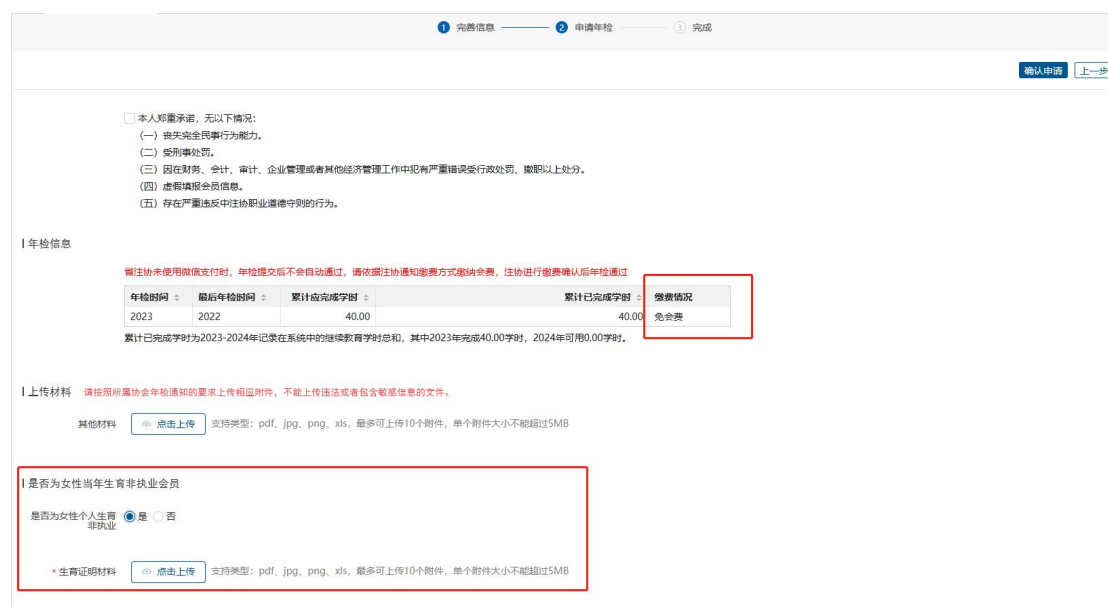 1 完善信息 2 申请年检 3 完成
确认申请 上一步
本人郑重承诺，无以下情况：
（一）丧失完全民事行为能力。
（二）受刑事处罚。
（三）因在财务、会计、审计、企业管理或者其他经济管理工作中犯有严重错误受行政处罚、撤职以上处分。
（四）虚假填报会员信息。
（五）存在严重违反中注协职业道德守则的行为。
年检信息
省注协未使用微信支付时，年检提交后不会自动通过，请依据注协通知缴费方式缴纳会费，注协进行缴费确认后年检通过
年检时间 最后年检时间 累计应完成学时 累计已完成学时 缴费情况
2023 2022 40.00 40.00 免会费
累计已完成学时为2023-2024年记录在系统中的继续教育学时总和，其中2023年完成40.00学时，2024年可用0.00学时。
上传材料 请按照所属协会年检通知的要求上传相应附件，不能上传违法或者包含敏感信息的文件。
其他材料 点击上传 支持类型：pdf、jpg、png、xls，最多可上传10个附件，单个附件大小不能超过5MB
是否为女性当年生育非执业会员
是否为女性个人生育 是 否
非执业
* 生育证明材料 点击上传 支持类型：pdf、jpg、png、xls，最多可上传10个附件，单个附件大小不能超过5MB